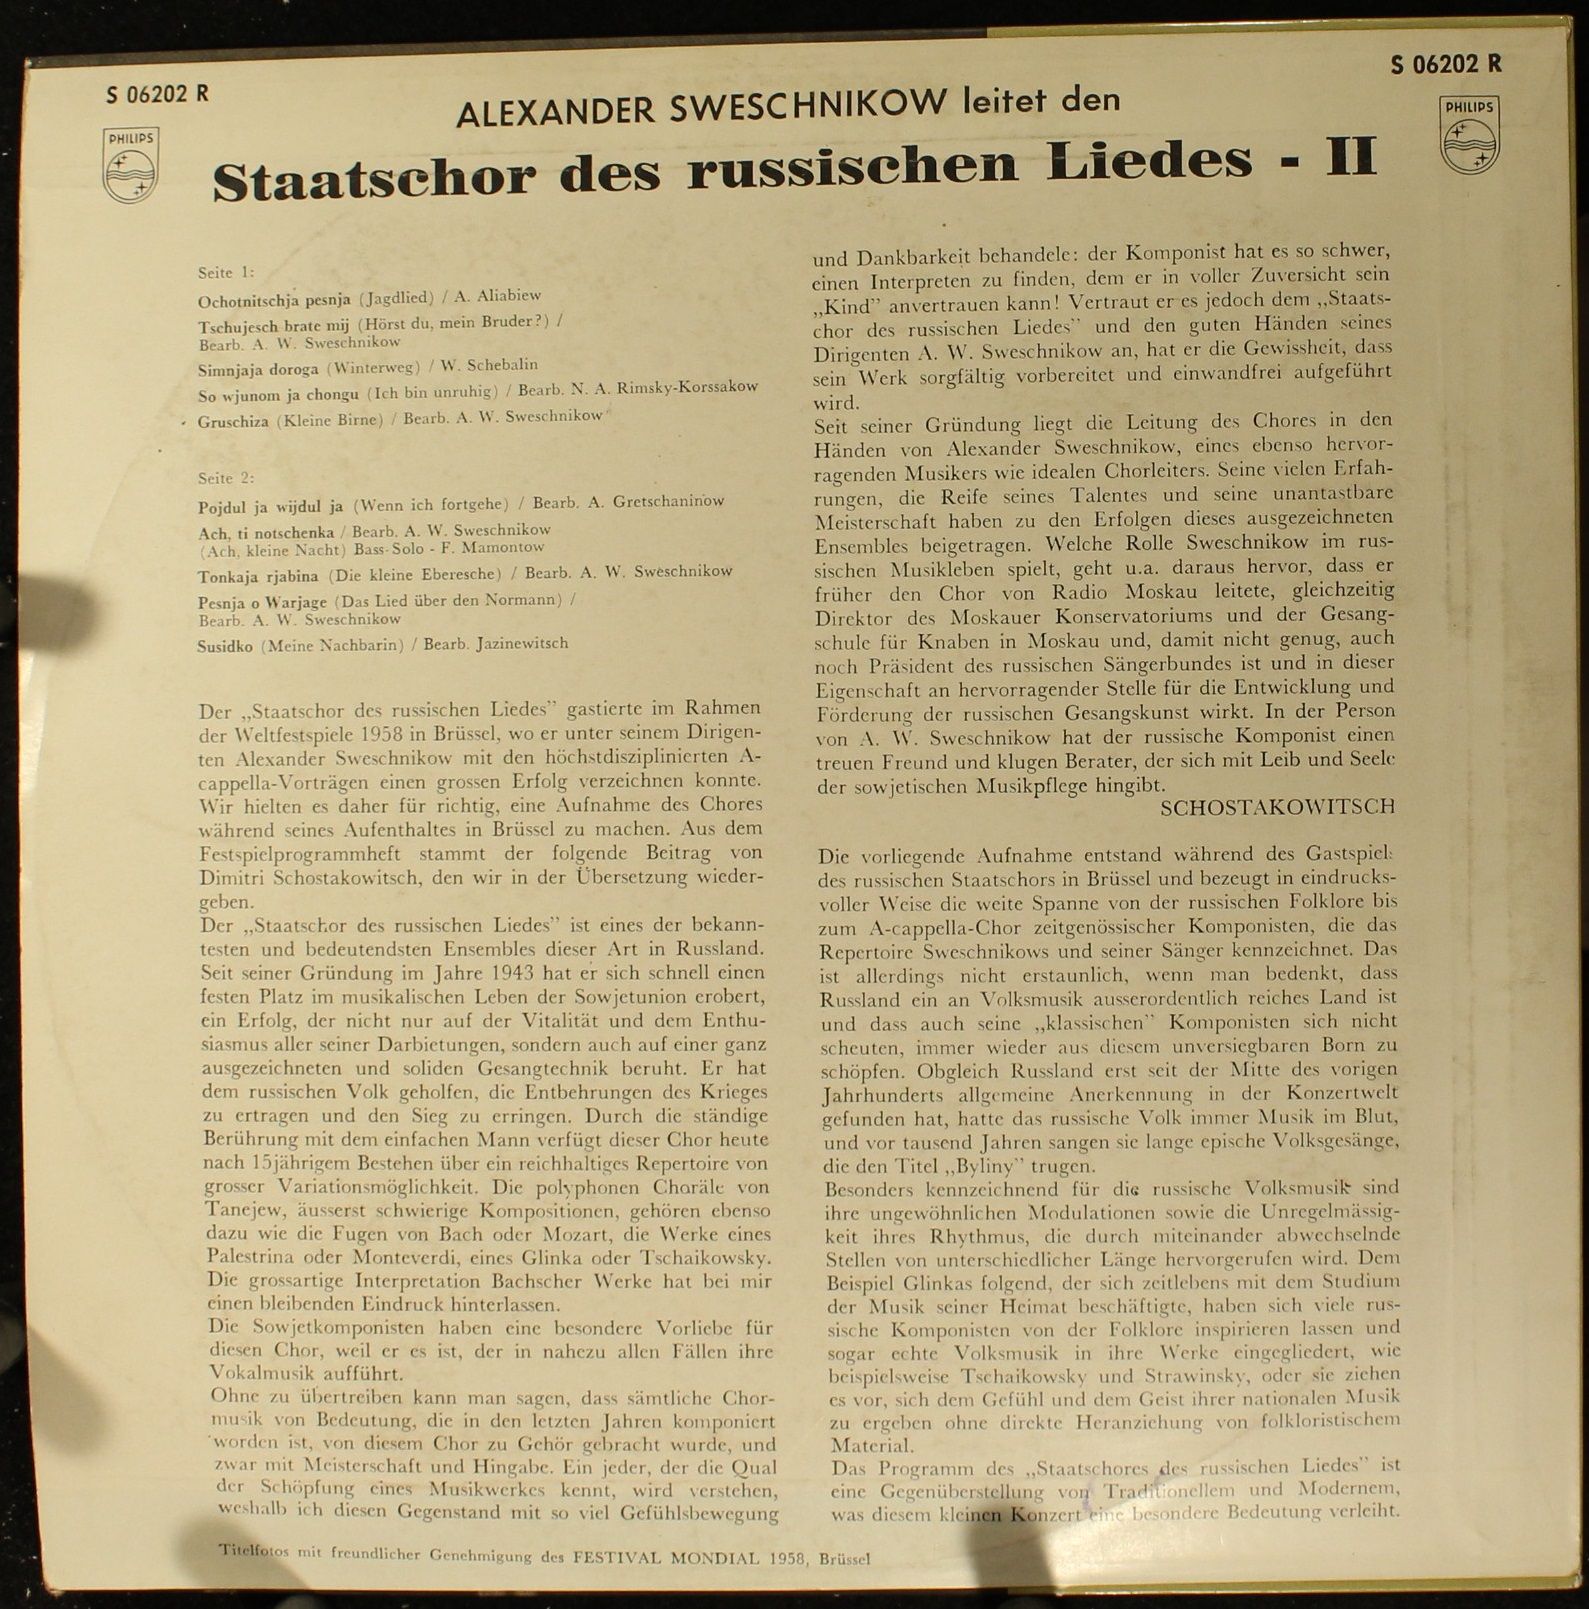 S 06202 R
S 06202 R
PHILIPS
PHILIPS
ALEXANDER SWESCHNIKOW leitet den
Staatschor des russischen Liedes - II
Seite 1:
Ochotnitschja pesnja (Jagdlied) / A. Aliabiew
Tschujesch brate mij (Hörst du, mein Bruder?) /
Bearb. A. W. Sweschnikow
Simnjaja doroga (Winterweg) / W. Schebalin
So wjunom ja chongu (Ich bin unruhig) / Bearb. N. A. Rimsky-Korssakow
Gruschiza (Kleine Birne) / Bearb. A. W. Sweschnikow
Seite 2:
Pojdul ja wijdul ja (Wenn ich fortgehe) / Bearb. A. Gretschaninow
Ach, ti notschenka / Bearb. A. W. Sweschnikow
(Ach, kleine Nacht) Bass-Solo - F. Mamontow
Tonkaja rjabina (Die kleine Eberesche) / Bearb. A. W. Sweschnikow
Pesnja o Warjage (Das Lied über den Normann) /
Bearb. A. W. Sweschnikow
Susidko (Meine Nachbarin) / Bearb. Jazinewitsch
Der „Staatschor des russischen Liedes” gastierte im Rahmen
der Weltfestspiele 1958 in Brüssel, wo er unter seinem Dirigen-
ten Alexander Sweschnikow mit den höchstdisziplinierten A-
cappella-Vorträgen einen grossen Erfolg verzeichnen konnte.
Wir hielten es daher für richtig, eine Aufnahme des Chores
während seines Aufenthaltes in Brüssel zu machen. Aus dem
Festspielprogrammheft stammt der folgende Beitrag von
Dimitri Schostakowitsch, den wir in der Übersetzung wieder-
geben.
Der „Staatschor des russischen Liedes” ist eines der bekann-
testen und bedeutendsten Ensembles dieser Art in Russland.
Seit seiner Gründung im Jahre 1943 hat er sich schnell einen
festen Platz im musikalischen Leben der Sowjetunion erobert,
ein Erfolg, der nicht nur auf der Vitalität und dem Enthu-
siasmus aller seiner Darbietungen, sondern auch auf einer ganz
ausgezeichneten und soliden Gesangtechnik beruht. Er hat
dem russischen Volk geholfen, die Entbehrungen des Krieges
zu ertragen und den Sieg zu erringen. Durch die ständige
Berührung mit dem einfachen Mann verfügt dieser Chor heute
nach 15jährigem Bestehen über ein reichhaltiges Repertoire von
grosser Variationsmöglichkeit. Die polyphonen Choräle von
Tanejew, äusserst schwierige Kompositionen, gehören ebenso
dazu wie die Fugen von Bach oder Mozart, die Werke eines
Palestrina oder Monteverdi, eines Glinka oder Tschaikowsky.
Die grossartige Interpretation Bachscher Werke hat bei mir
einen bleibenden Eindruck hinterlassen.
Die Sowjetkomponisten haben eine besondere Vorliebe für
diesen Chor, weil er es ist, der in nahezu allen Fällen ihre
Vokalmusik aufführt.
Ohne zu übertreiben kann man sagen, dass sämtliche Chor-
musik von Bedeutung, die in den letzten Jahren komponiert
worden ist, von diesem Chor zu Gehör gebracht wurde, und
zwar mit Meisterschaft und Hingabe. Ein jeder, der die Qual
der Schöpfung eines Musikwerkes kennt, wird verstehen,
weshalb ich diesen Gegenstand mit so viel Gefühlsbewegung
und Dankbarkeit behandele: der Komponist hat es so schwer,
einen Interpreten zu finden, dem er in voller Zuversicht sein
„Kind” anvertrauen kann! Vertraut er es jedoch dem „Staats-
chor des russischen Liedes” und den guten Händen seines
Dirigenten A. W. Sweschnikow an, hat er die Gewissheit, dass
sein Werk sorgfältig vorbereitet und einwandfrei aufgeführt
wird.
Seit seiner Gründung liegt die Leitung des Chores in den
Händen von Alexander Sweschnikow, eines ebenso hervor-
ragenden Musikers wie idealen Chorleiters. Seine vielen Erfah-
rungen, die Reife seines Talentes und seine unantastbare
Meisterschaft haben zu den Erfolgen dieses ausgezeichneten
Ensembles beigetragen. Welche Rolle Sweschnikow im rus-
sischen Musikleben spielt, geht u.a. daraus hervor, dass er
früher den Chor von Radio Moskau leitete, gleichzeitig
Direktor des Moskauer Konservatoriums und der Gesang-
schule für Knaben in Moskau und, damit nicht genug, auch
noch Präsident des russischen Sängerbundes ist und in dieser
Eigenschaft an hervorragender Stelle für die Entwicklung und
Förderung der russischen Gesangskunst wirkt. In der Person
von A. W. Sweschnikow hat der russische Komponist einen
treuen Freund und klugen Berater, der sich mit Leib und Seele
der sowjetischen Musikpflege hingibt.
SCHOSTAKOWITSCH
Die vorliegende Aufnahme entstand während des Gastspiels
des russischen Staatschors in Brüssel und bezeugt in eindrucks-
voller Weise die weite Spanne von der russischen Folklore bis
zum A-cappella-Chor zeitgenössischer Komponisten, die das
Repertoire Sweschnikows und seiner Sänger kennzeichnet. Das
ist allerdings nicht erstaunlich, wenn man bedenkt, dass
Russland ein an Volksmusik ausserordentlich reiches Land ist
und dass auch seine „klassischen” Komponisten sich nicht
scheuten, immer wieder aus diesem unversiegbaren Born zu
schöpfen. Obgleich Russland erst seit der Mitte des vorigen
Jahrhunderts allgemeine Anerkennung in der Konzertwelt
gefunden hat, hatte das russische Volk immer Musik im Blut,
und vor tausend Jahren sangen sie lange epische Volksgesänge,
die den Titel „Byliny” trugen.
Besonders kennzeichnend für die russische Volksmusik sind
ihre ungewöhnlichen Modulationen sowie die Unregelmässig-
keit ihres Rhythmus, die durch miteinander abwechselnde
Stellen von unterschiedlicher Länge hervorgerufen wird. Dem
Beispiel Glinkas folgend, der sich zeitlebens mit dem Studium
der Musik seiner Heimat beschäftigte, haben sich viele rus-
sische Komponisten von der Folklore inspirieren lassen und
sogar echte Volksmusik in ihre Werke eingegliedert, wie
beispielsweise Tschaikowsky und Strawinsky, oder sie ziehen
es vor, sich dem Gefühl und dem Geist ihrer nationalen Musik
zu ergeben ohne direkte Heranziehung von folkloristischem
Material.
Das Programm des „Staatschores des russischen Liedes” ist
eine Gegenüberstellung von Traditionellem und Modernem,
was diesem kleinen Konzert eine besondere Bedeutung verleiht.
Titelfotos mit freundlicher Genehmigung des FESTIVAL MONDIAL 1958, Brüssel